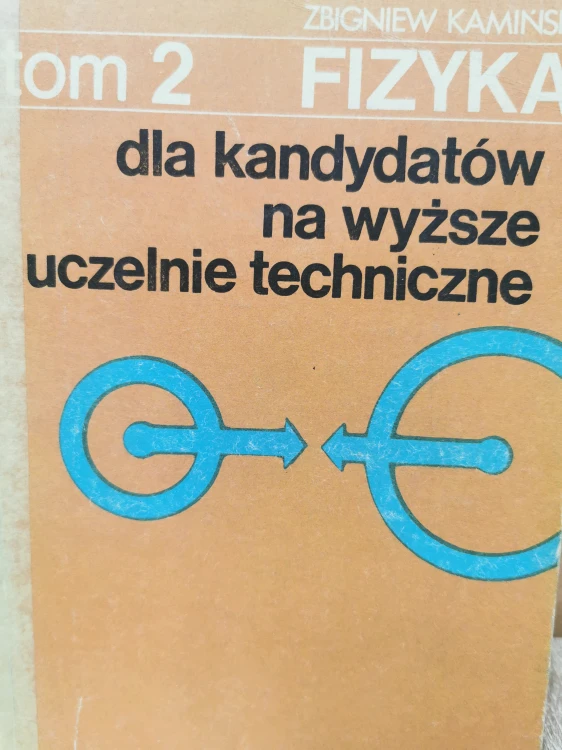 ZBIGNIEW KAMIŃSK
tom 2 FIZYKA
dla kandydatów
na wyższe
uczelnie techniczne